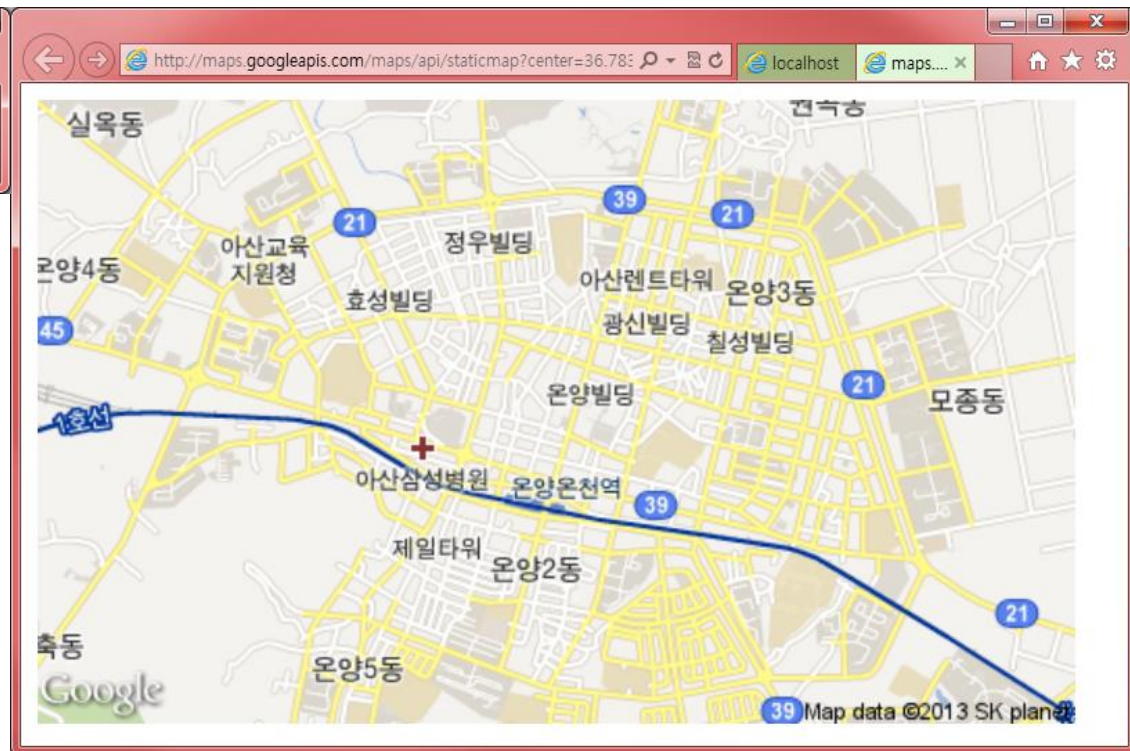 http://maps.googleapis.com/maps/api/staticmap?center=36.783
localhost
maps....
실옥동
39
21
21
아산교육
지원청
정우빌딩
온양4동
아산렌트타워
온양3동
효성빌딩
45
광신빌딩
칠성빌딩
21
온양빌딩
모종동
1호선
아산삼성병원
온양온천역
39
제일타워
온양2동
21
축동
온양5동
Google
39
Map data ©2013 SK planet